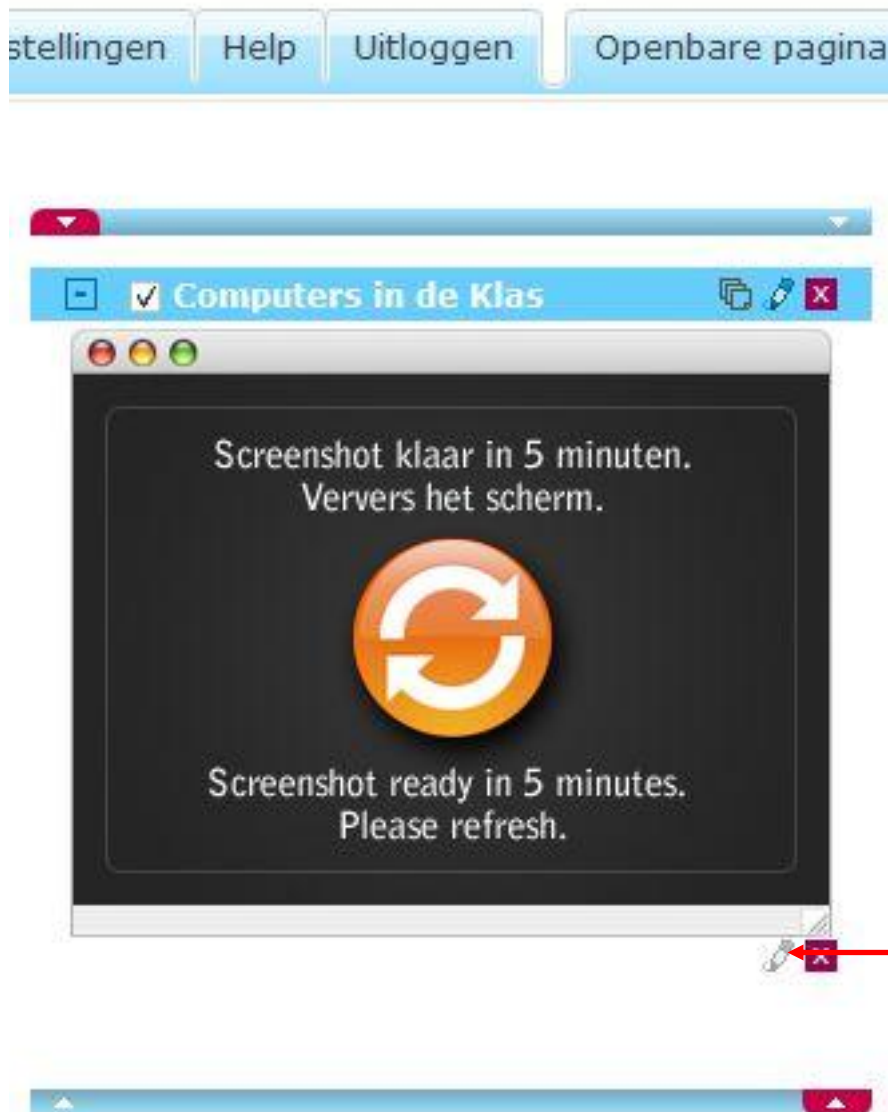 stellingen Help Uitloggen Openbare pagina
Computers in de Klas
Screenshot klaar in 5 minuten.
Ververs het scherm.
Screenshot ready in 5 minutes.
Please refresh.